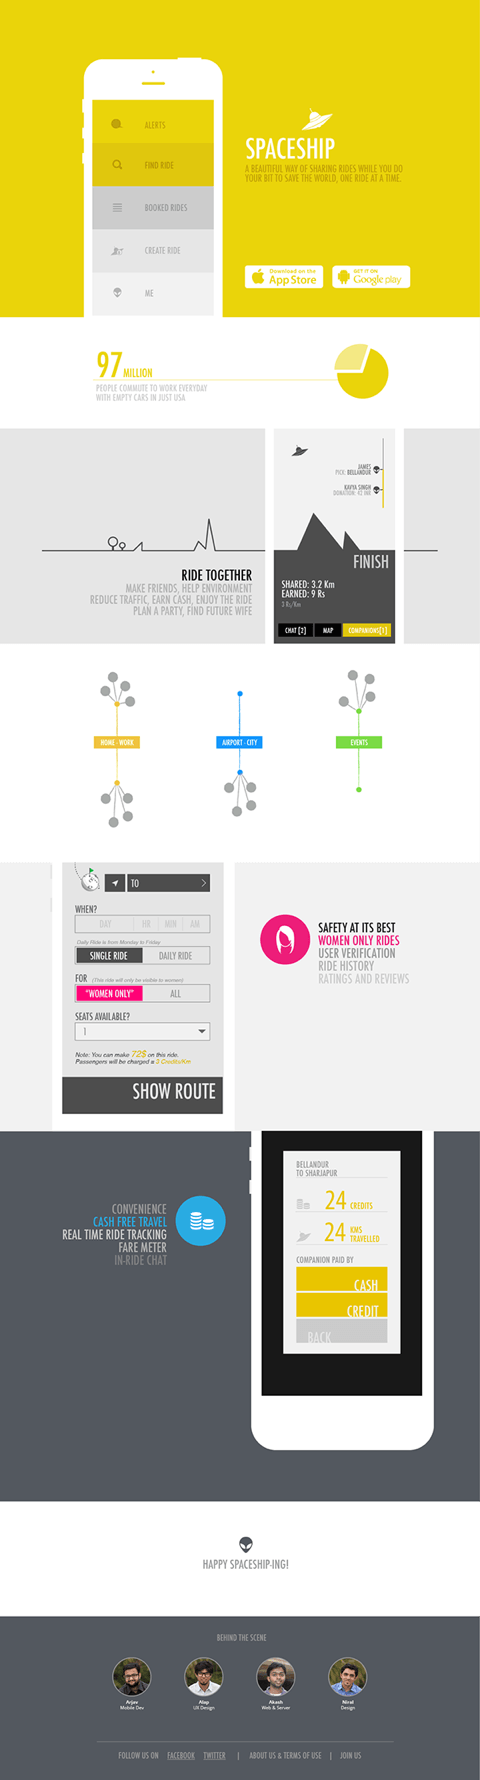 ALERTS
FIND RIDE
BOOKED RIDES
CREATE RIDE
ME
SPACESHIP
A BEAUTIFUL WAY OF SHARING RIDES WHILE YOU DO
YOUR BIT TO SAVE THE WORLD, ONE RIDE AT A TIME.
Download on the
App Store
GET IT ON
Google play
97 MILLION
PEOPLE COMMUTE TO WORK EVERYDAY
WITH EMPTY CARS IN JUST USA
RIDE TOGETHER
MAKE FRIENDS, HELP ENVIRONMENT
REDUCE TRAFFIC, EARN CASH, ENJOY THE RIDE
PLAN A PARTY, FIND FUTURE WIFE
JAMES
PICK: BELLANDUR
KAVYA SINGH
DONATION: 42 INR
FINISH
SHARED: 3.2 Km
EARNED: 9 Rs
3 Rs/Km
CHAT [2]
MAP
COMPANIONS[1]
HOME - WORK
AIRPORT - CITY
EVENTS
TO
WHEN?
DAY HR MIN AM
Daily Ride is from Monday to Friday
SINGLE RIDE
DAILY RIDE
FOR (This ride will only be visible to women)
"WOMEN ONLY"
ALL
SEATS AVAILABLE?
1
Note: You can make 72$ on this ride.
Passengers will be charged a 3 Credits/Km
SHOW ROUTE
SAFETY AT ITS BEST
WOMEN ONLY RIDES
USER VERIFICATION
RIDE HISTORY
RATINGS AND REVIEWS
CONVENIENCE
CASH FREE TRAVEL
REAL TIME RIDE TRACKING
FARE METER
IN-RIDE CHAT
BELLANDUR
TO SHARJAPUR
24 CREDITS
24 KMS
TRAVELLED
COMPANION PAID BY
CASH
CREDIT
BACK
HAPPY SPACESHIP-ING!
BEHIND THE SCENE
Arjav
Mobile Dev
Alap
UX Design
Akash
Web & Server
Niral
Design
FOLLOW US ON FACEBOOK TWITTER | ABOUT US & TERMS OF USE | JOIN US